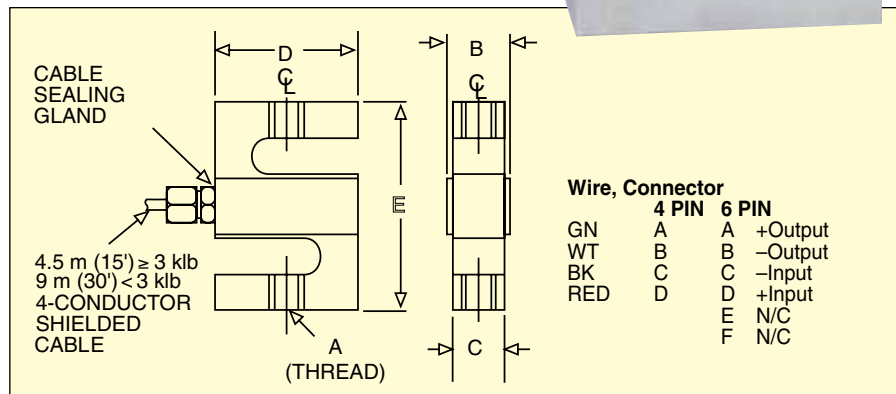 CABLE
SEALING
GLAND
D
℄
B
℄
E
4.5 m (15') ≥ 3 klb
9 m (30') < 3 klb
4-CONDUCTOR
SHIELDED
CABLE
A
(THREAD)
C
Wire, Connector
4 PIN 6 PIN
GN A A +Output
WT B B –Output
BK C C –Input
RED D D +Input
E N/C
F N/C